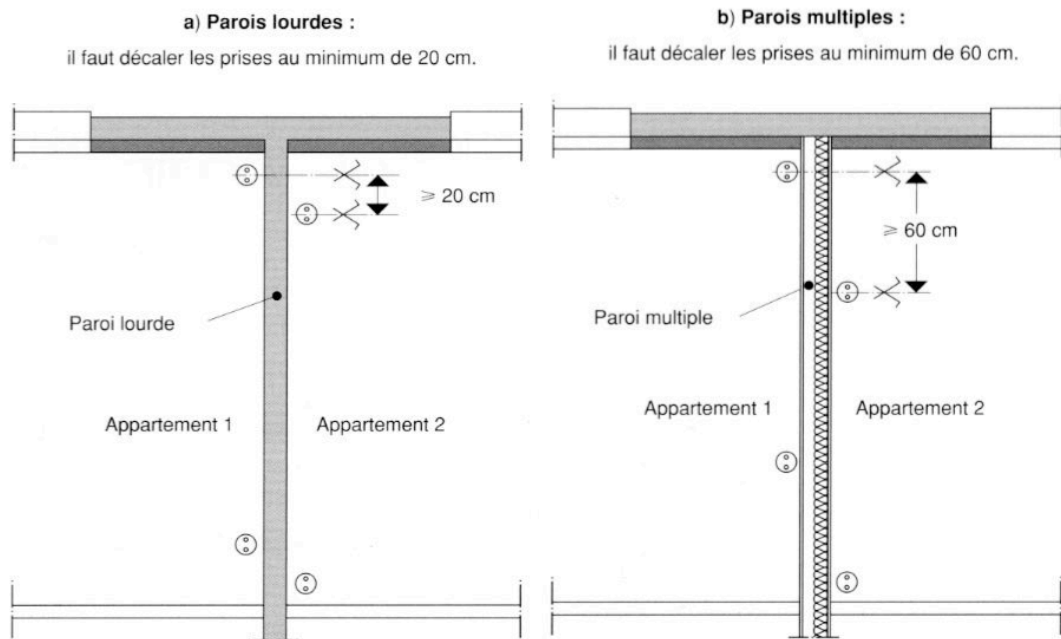 a) Parois lourdes :
il faut décaler les prises au minimum de 20 cm.
≥ 20 cm
Paroi lourde
Appartement 1
Appartement 2
b) Parois multiples :
il faut décaler les prises au minimum de 60 cm.
≥ 60 cm
Paroi multiple
Appartement 1
Appartement 2